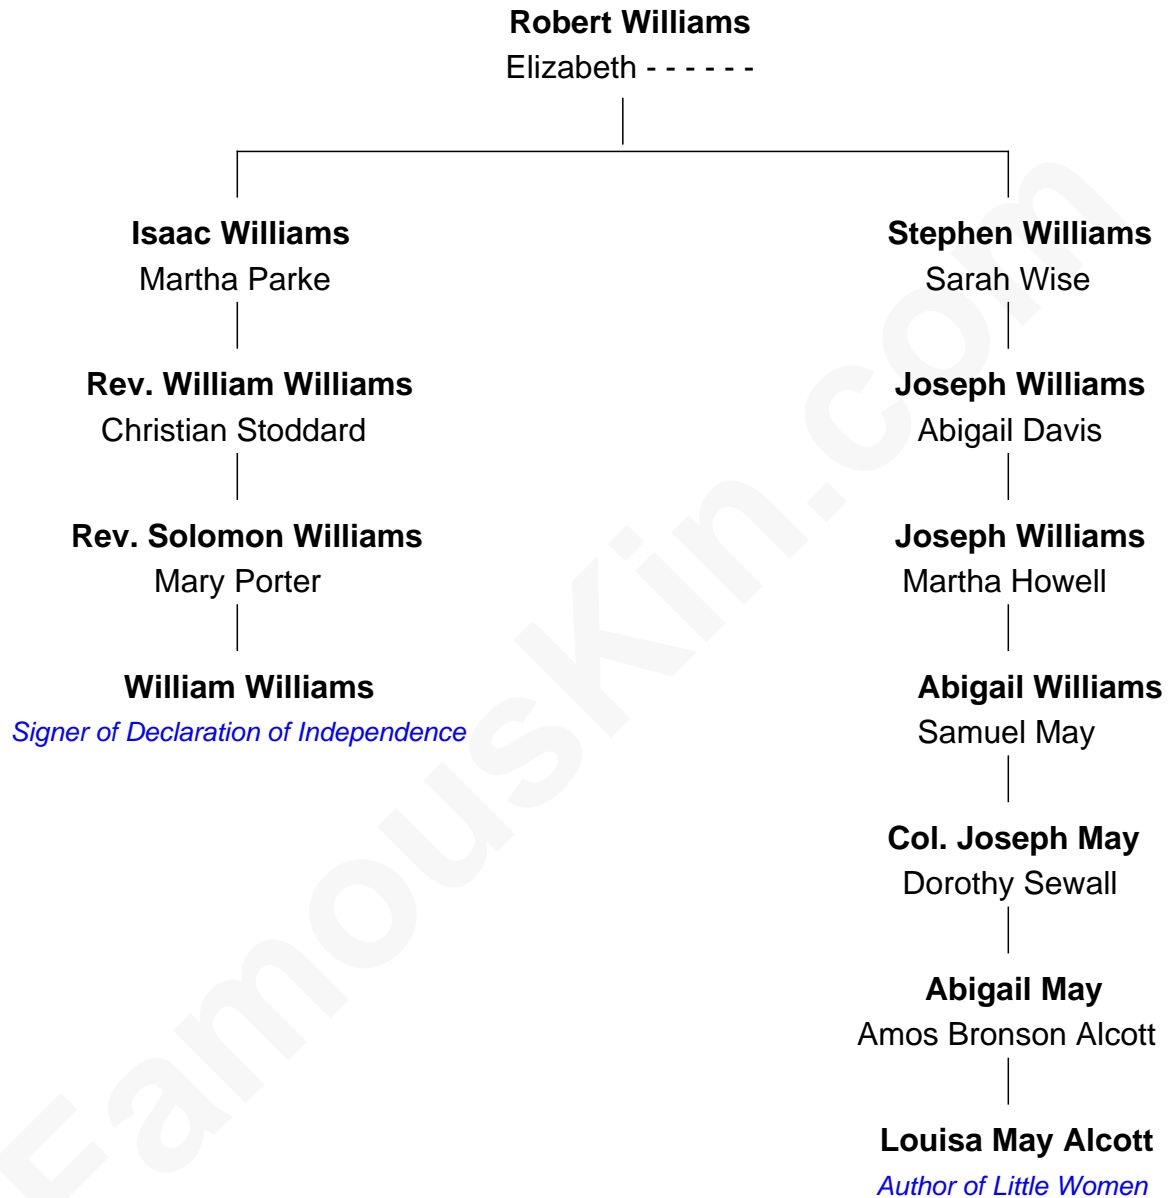 Robert Williams
Elizabeth - - - - - -
Isaac Williams
Martha Parke
Stephen Williams
Sarah Wise
Rev. William Williams
Christian Stoddard
Joseph Williams
Abigail Davis
Rev. Solomon Williams
Mary Porter
Joseph Williams
Martha Howell
William Williams
Signer of Declaration of Independence
Abigail Williams
Samuel May
Col. Joseph May
Dorothy Sewall
Abigail May
Amos Bronson Alcott
Louisa May Alcott
Author of Little Women
FamousKin.com